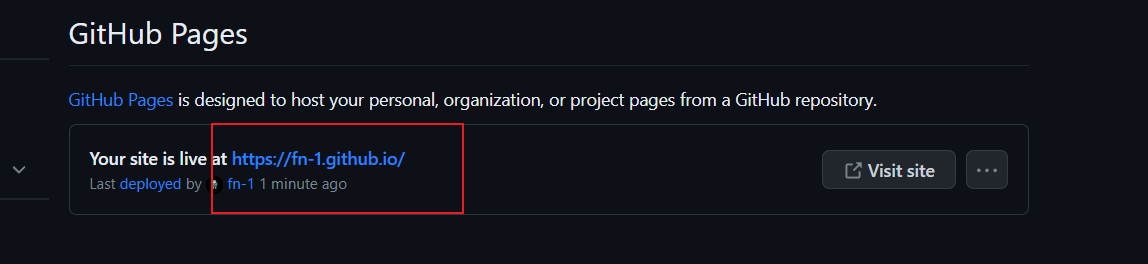 GitHub Pages
GitHub Pages is designed to host your personal, organization, or project pages from a GitHub repository.
Your site is live at https://fn-1.github.io/
Last deployed by fn-1 1 minute ago
Visit site